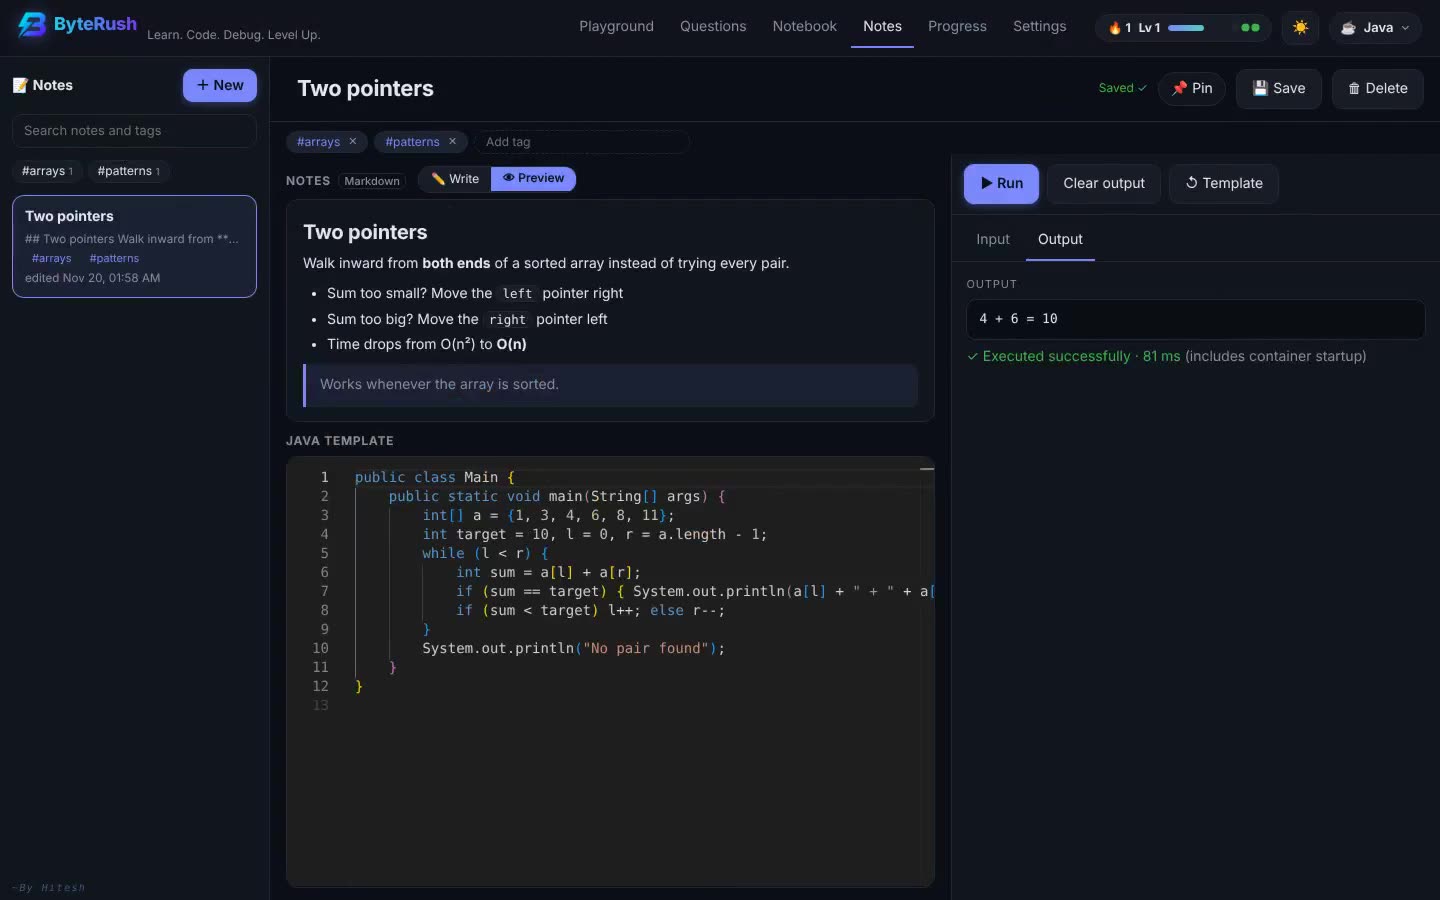 ByteRush
Learn. Code. Debug. Level Up.
Playground Questions Notebook Notes Progress Settings
🔥 1 Lv 1
☕ Java
📝 Notes
+ New
Search notes and tags
#arrays 1 #patterns 1
Two pointers
## Two pointers Walk inward from **...
#arrays #patterns
edited Nov 20, 01:58 AM
~By Hitesh
Two pointers
Saved ✓ 📌 Pin 💾 Save 🗑 Delete
#arrays × #patterns × Add tag
NOTES Markdown ✏️ Write 👁 Preview
Two pointers
Walk inward from both ends of a sorted array instead of trying every pair.
• Sum too small? Move the left pointer right
• Sum too big? Move the right pointer left
• Time drops from O(n²) to O(n)
Works whenever the array is sorted.
JAVA TEMPLATE
1 public class Main {
2     public static void main(String[] args) {
3         int[] a = {1, 3, 4, 6, 8, 11};
4         int target = 10, l = 0, r = a.length - 1;
5         while (l < r) {
6             int sum = a[l] + a[r];
7             if (sum == target) { System.out.println(a[l] + " + " + a[
8             if (sum < target) l++; else r--;
9         }
10         System.out.println("No pair found");
11     }
12 }
13
▶ Run Clear output ↺ Template
Input Output
OUTPUT
4 + 6 = 10
✓ Executed successfully · 81 ms (includes container startup)